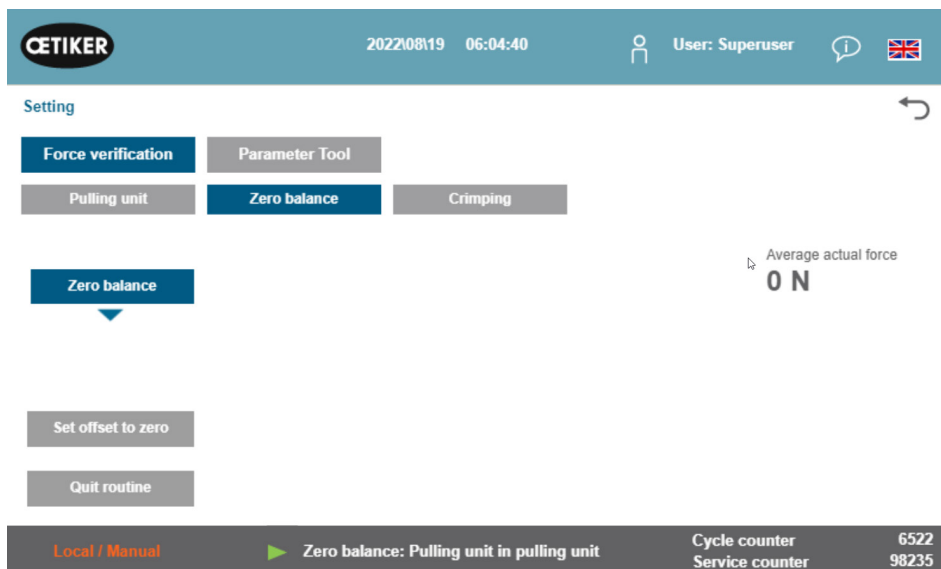 ŒTIKER
2022\08\19 06:04:40
User: Superuser
i
Setting
Force verification Parameter Tool
Pulling unit Zero balance Crimping
Average actual force
0 N
Zero balance
Set offset to zero
Quit routine
Local / Manual Zero balance: Pulling unit in pulling unit Cycle counter 6522
Service counter 98235